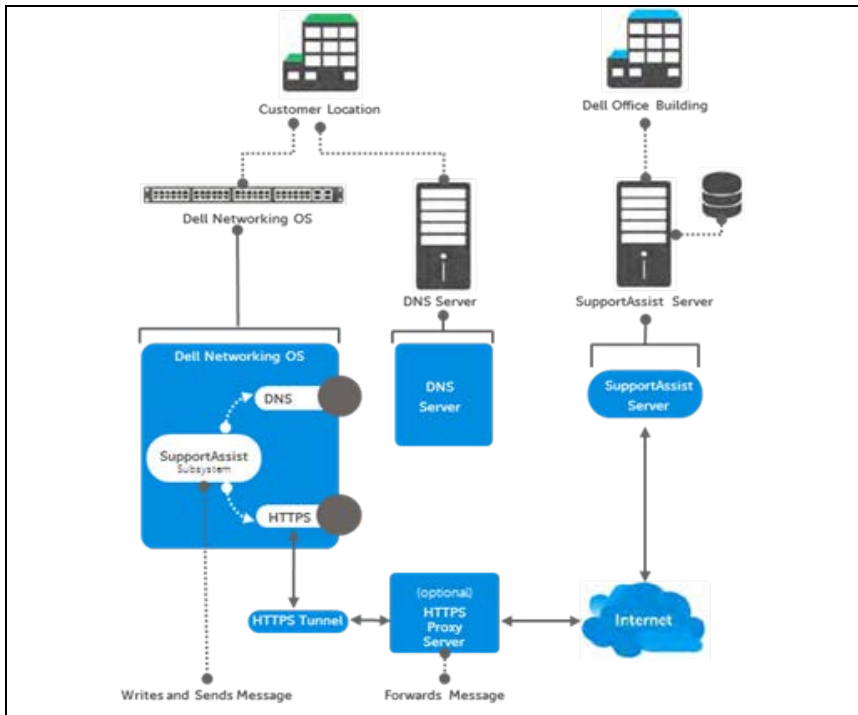 Customer Location
Dell Office Building
Dell Networking OS
DNS Server
SupportAssist Server
Dell Networking OS
DNS
SupportAssist
Subsystem
HTTPS
DNS
Server
SupportAssist
Server
HTTPS Tunnel
(optional)
HTTPS
Proxy
Server
Internet
Writes and Sends Message
Forwards Message